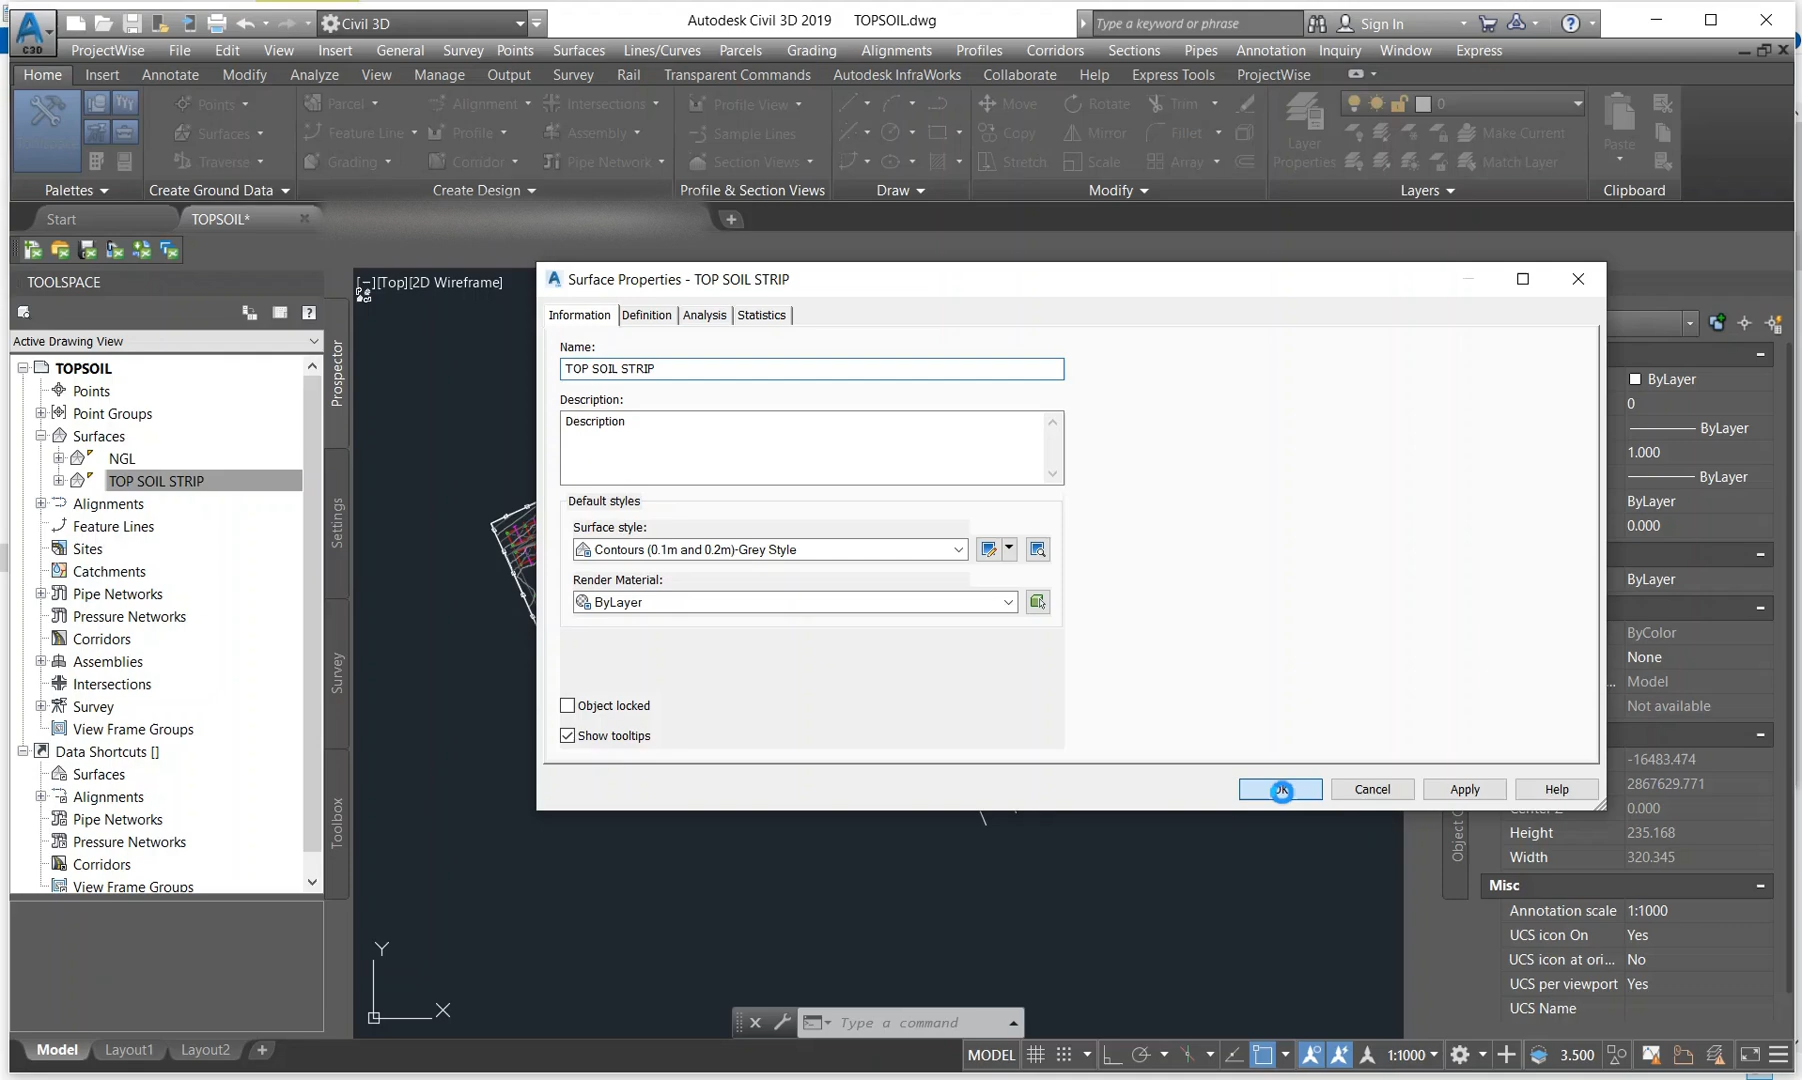 Civil 3D
Autodesk Civil 3D 2019 TOPSOIL.dwg
Type a keyword or phrase
Sign In
C3D
ProjectWise File Edit View Insert General Survey Points Surfaces Lines/Curves Parcels Grading Alignments Profiles Corridors Sections Pipes Annotation Inquiry Window Express
Home Insert Annotate Modify Analyze View Manage Output Survey Rail Transparent Commands Autodesk InfraWorks Collaborate Help Express Tools ProjectWise
Points Parcel Alignment Intersections Profile View Move Rotate Trim 0
Surfaces Feature Line Profile Assembly Sample Lines Copy Mirror Fillet Layer Properties Make Current Paste
Traverse Grading Corridor Pipe Network Section Views Stretch Scale Array Match Layer
Palettes Create Ground Data Create Design Profile & Section Views Draw Modify Layers Clipboard
Start TOPSOIL*
TOOLSPACE
Active Drawing View
TOPSOIL
Points
Point Groups
Surfaces
NGL
TOP SOIL STRIP
Alignments
Feature Lines
Sites
Catchments
Pipe Networks
Pressure Networks
Corridors
Assemblies
Intersections
Survey
View Frame Groups
Data Shortcuts []
Surfaces
Alignments
Pipe Networks
Pressure Networks
Corridors
View Frame Groups
Prospector
Settings
Survey
Toolbox
[−][Top][2D Wireframe]
Surface Properties - TOP SOIL STRIP
Information Definition Analysis Statistics
Name:
TOP SOIL STRIP
Description:
Description
Default styles
Surface style:
Contours (0.1m and 0.2m)-Grey Style
Render Material:
ByLayer
Object locked
Show tooltips
OK Cancel Apply Help
ByLayer
0
ByLayer
1.000
ByLayer
ByLayer
0.000
ByLayer
ByColor
None
Model
Not available
-16483.474
2867629.771
Center Z 0.000
Height 235.168
Width 320.345
Misc
Annotation scale 1:1000
UCS icon On Yes
UCS icon at ori... No
UCS per viewport Yes
UCS Name
Y
X
Type a command
Model Layout1 Layout2
MODEL 1:1000 3.500